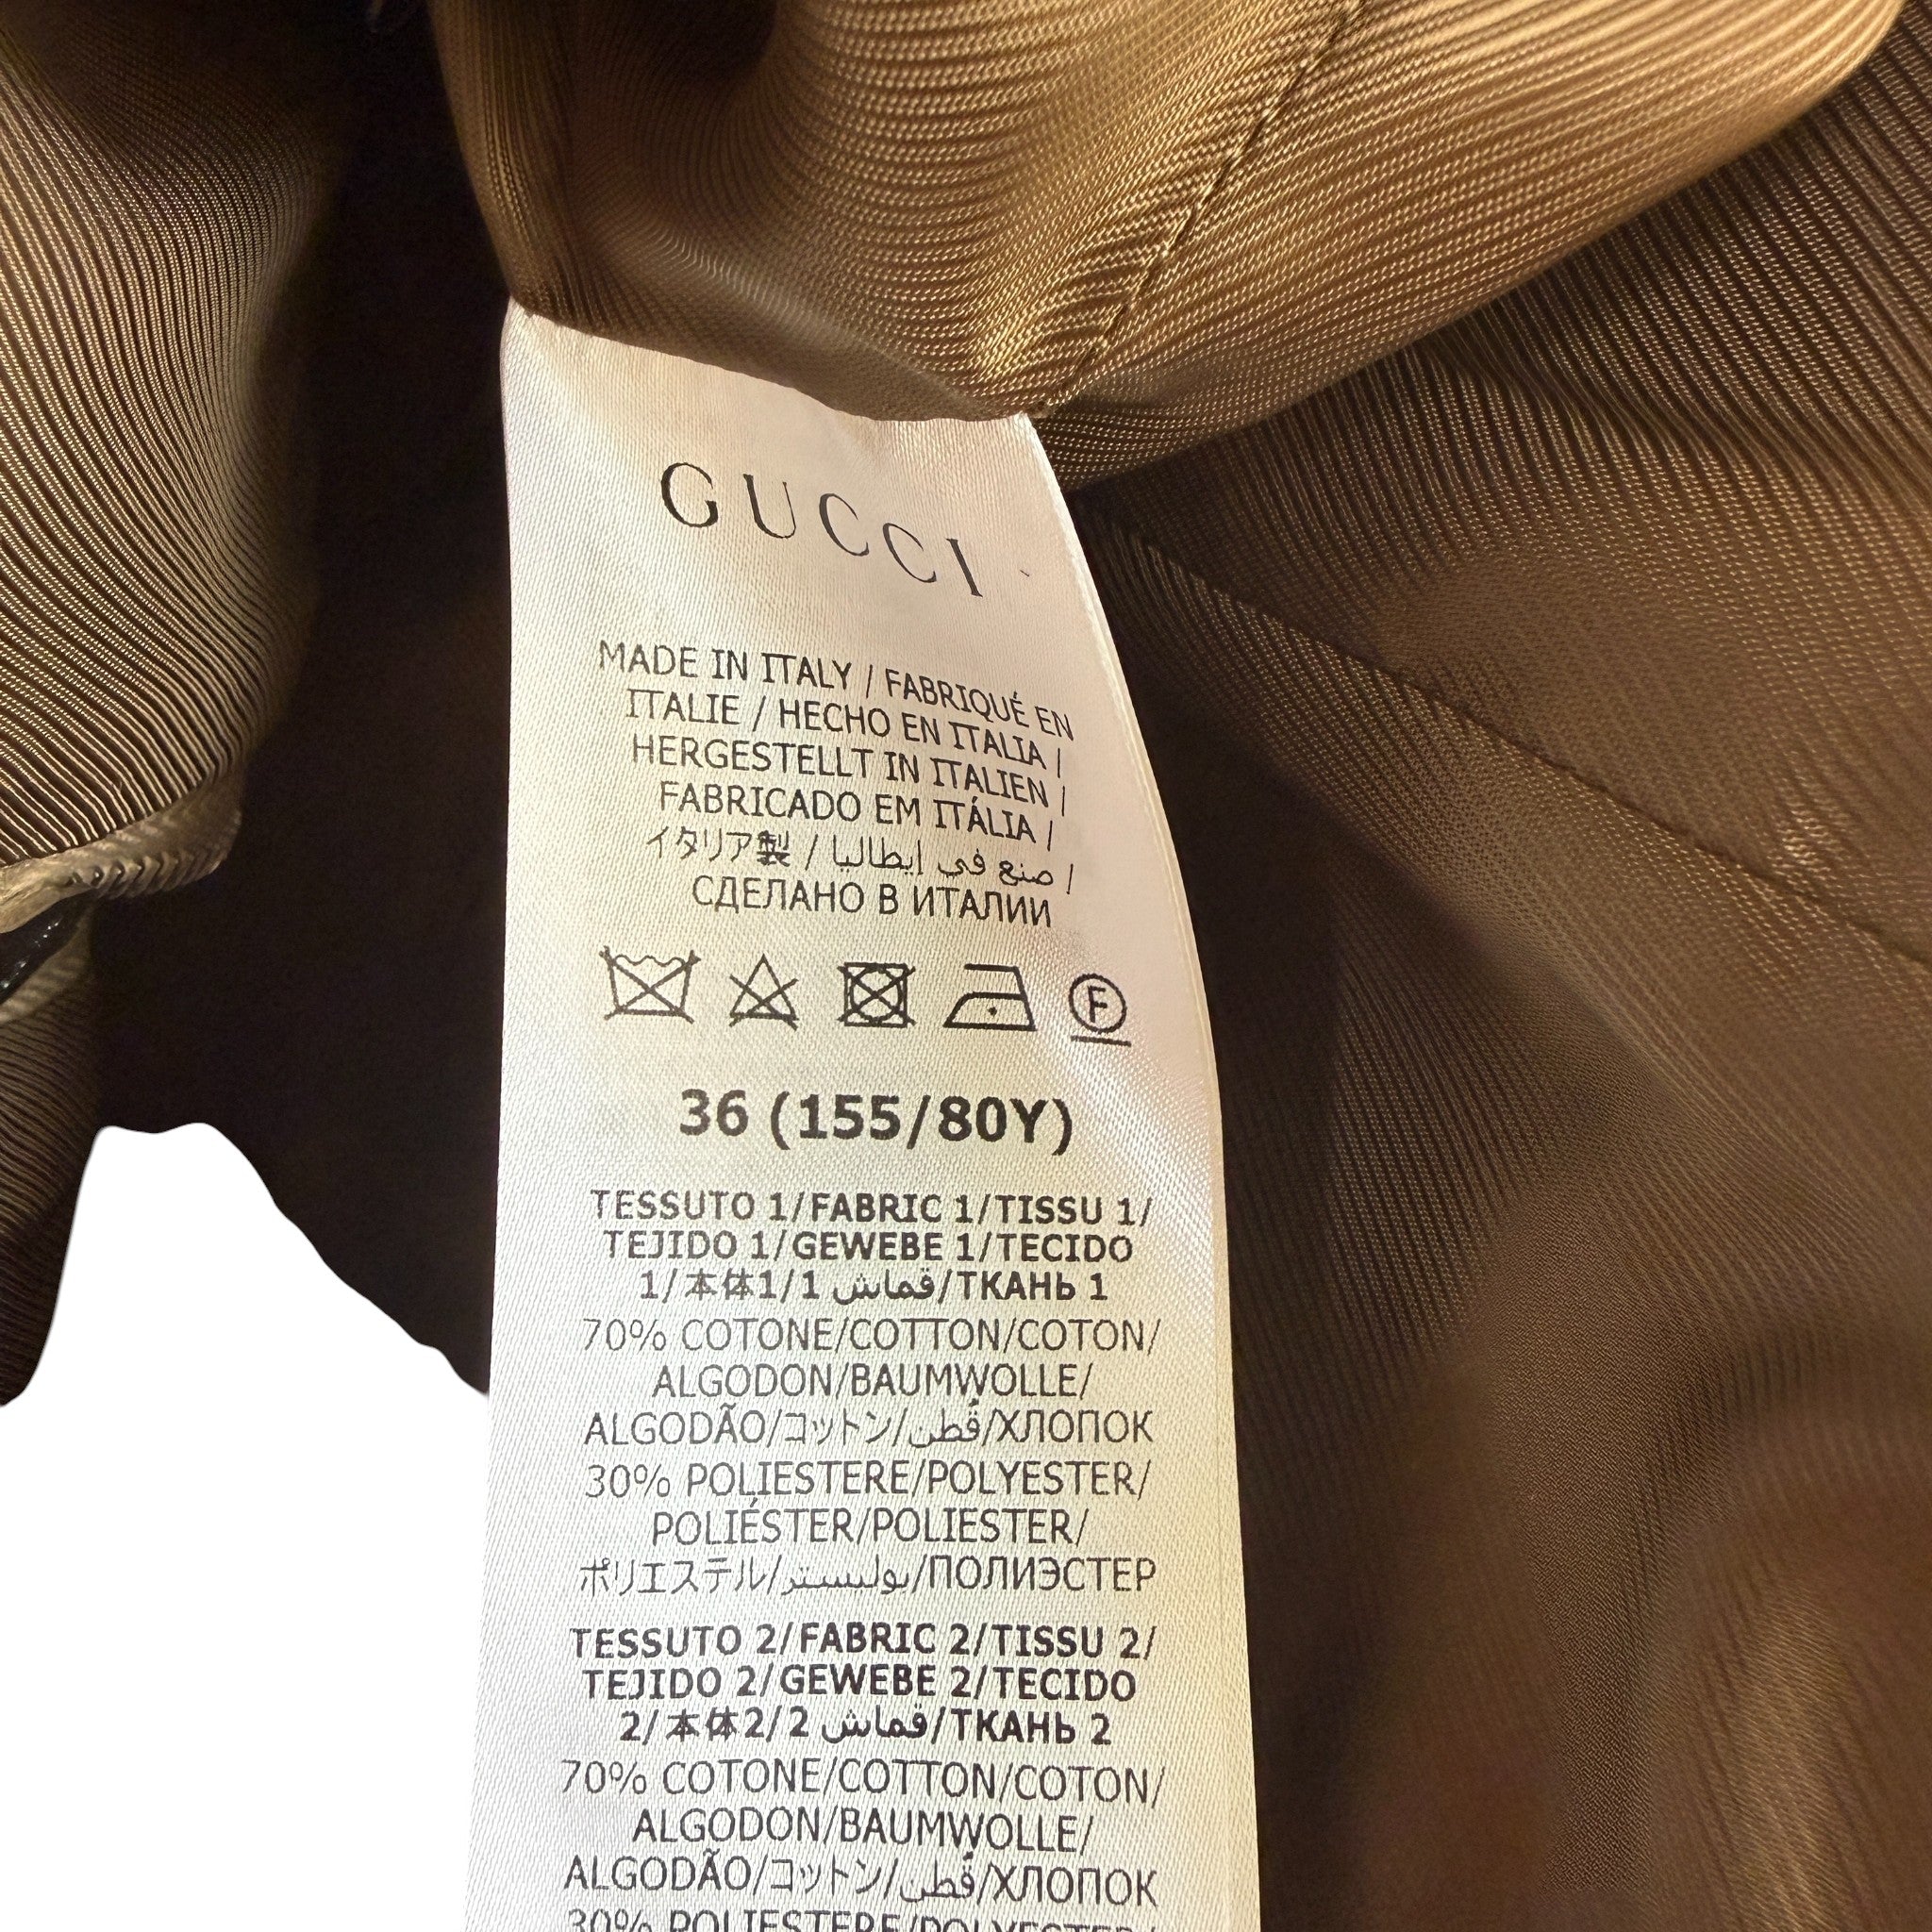 GUCCI
MADE IN ITALY / FABRIQUÉ EN
ITALIE / HECHO EN ITALIA /
HERGESTELLT IN ITALIEN /
FABRICADO EM ITÁLIA /
イタリア製 / صنع في إيطاليا /
СДЕЛАНО В ИТАЛИИ
F
36 (155/80Y)
TESSUTO 1/FABRIC 1/TISSU 1/
TEJIDO 1/GEWEBE 1/TECIDO
1/本体1/1 قماش/ТКАНЬ 1
70% COTONE/COTTON/COTON/
ALGODON/BAUMWOLLE/
ALGODÃO/コットン/قُطن/ХЛОПОК
30% POLIESTERE/POLYESTER/
POLIÉSTER/POLIESTER/
ポリエステル/بوليستر/ПОЛИЭСТЕР
TESSUTO 2/FABRIC 2/TISSU 2/
TEJIDO 2/GEWEBE 2/TECIDO
2/本体2/2 قماش/ТКАНЬ 2
70% COTONE/COTTON/COTON/
ALGODON/BAUMWOLLE/
ALGODÃO/コットン/قُطن/ХЛОПОК
30% POLIESTERE/POLYESTER/